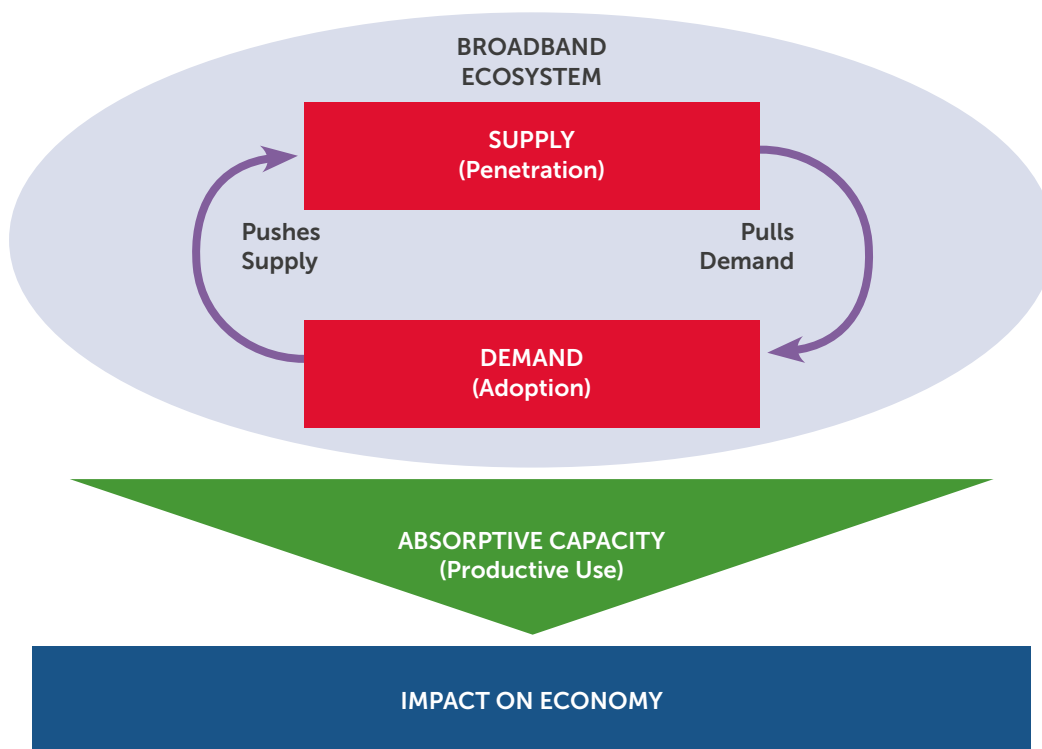 BROADBAND
ECOSYSTEM
SUPPLY
(Penetration)
Pushes
Supply
Pulls
Demand
DEMAND
(Adoption)
ABSORPTIVE CAPACITY
(Productive Use)
IMPACT ON ECONOMY